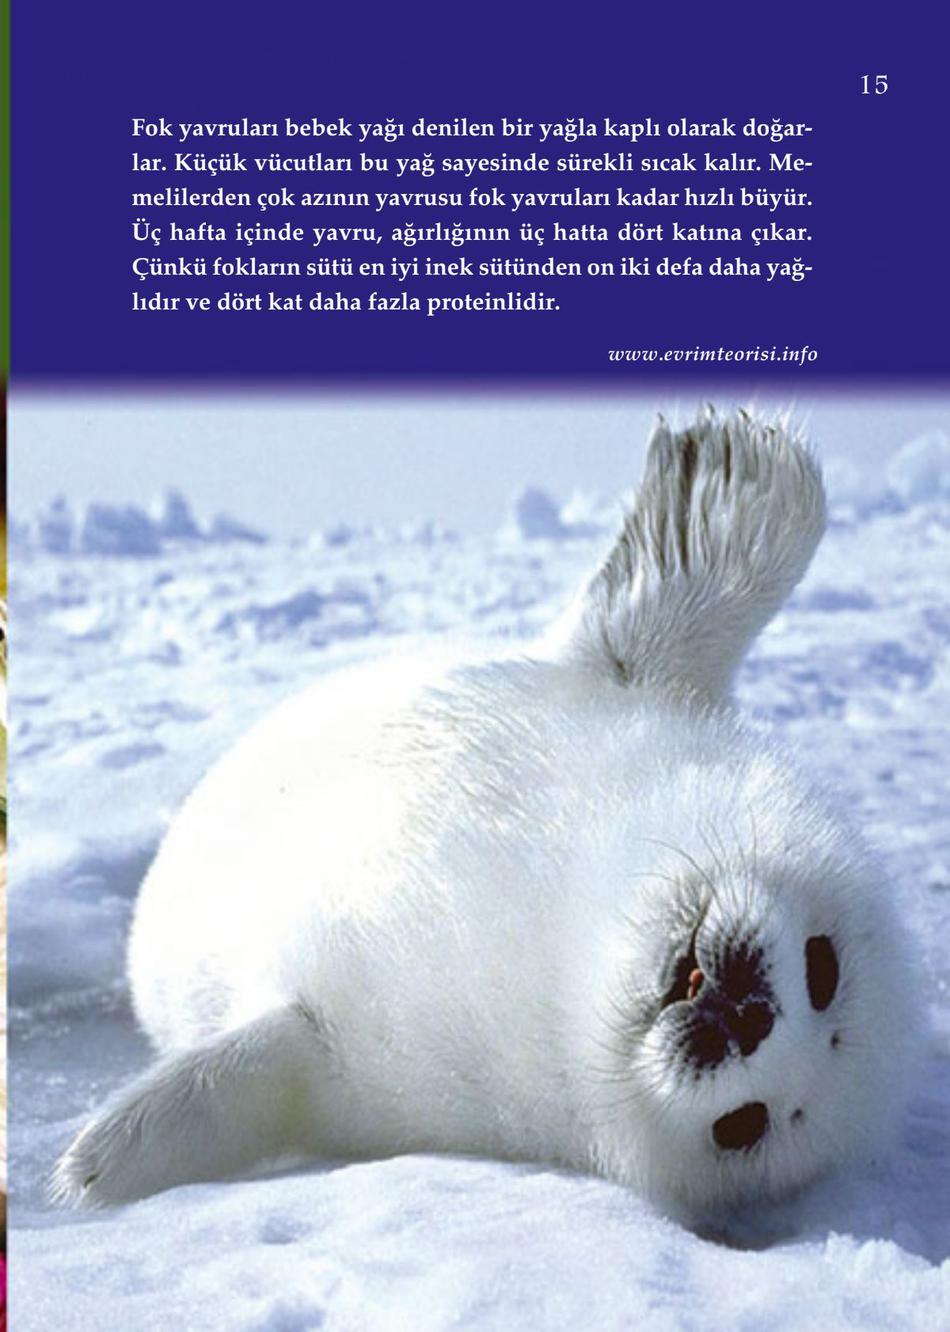 15
Fok yavruları bebek yağı denilen bir yağla kaplı olarak doğar-
lar. Küçük vücutları bu yağ sayesinde sürekli sıcak kalır. Me-
melilerden çok azının yavrusu fok yavruları kadar hızlı büyür.
Üç hafta içinde yavru, ağırlığının üç hatta dört katına çıkar.
Çünkü fokların sütü en iyi inek sütünden on iki defa daha yağ-
lıdır ve dört kat daha fazla proteinlidir.
www.evrimteorisi.info